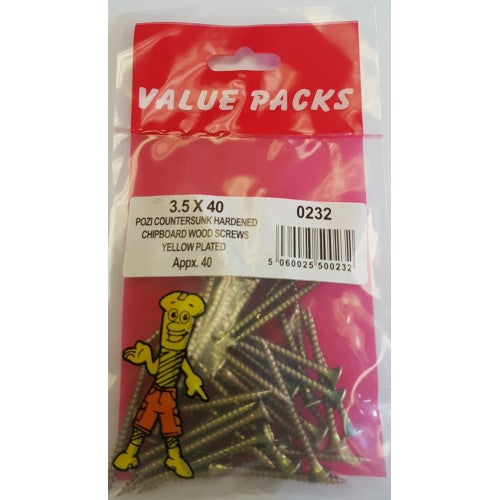 VALUE PACKS
3.5 X 40
POZI COUNTERSUNK HARDENED
CHIPBOARD WOOD SCREWS
YELLOW PLATED
Appx. 40
0232
5 060025 500232